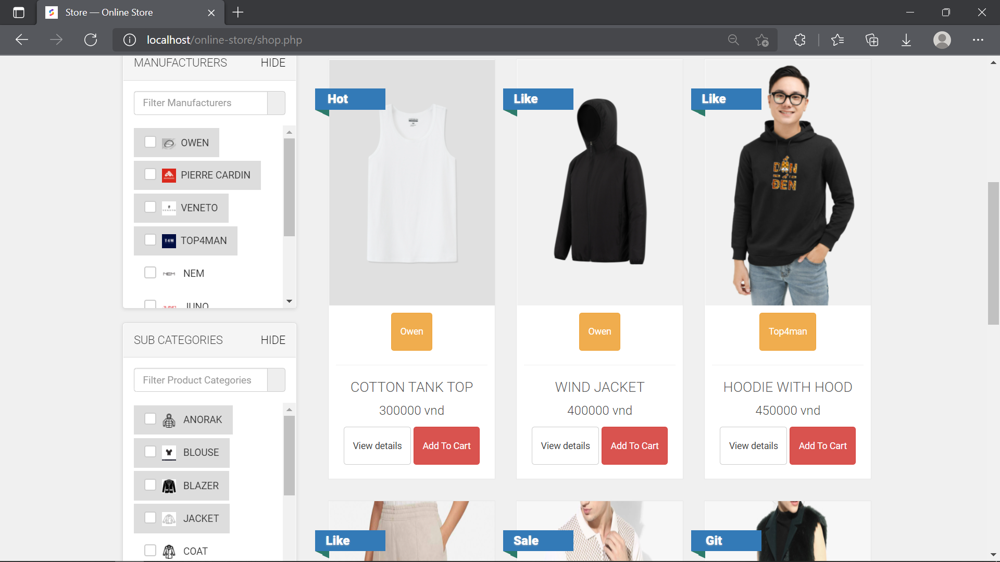 Store — Online Store
localhost/online-store/shop.php
MANUFACTURERS HIDE
Filter Manufacturers
OWEN
PIERRE CARDIN
VENETO
T4M TOP4MAN
NEM NEM
JUNO
SUB CATEGORIES HIDE
Filter Product Categories
ANORAK
BLOUSE
BLAZER
JACKET
COAT
Hot
Owen
COTTON TANK TOP
300000 vnd
View details Add To Cart
Like
Owen
WIND JACKET
400000 vnd
View details Add To Cart
Like
ĐEN
Top4man
HOODIE WITH HOOD
450000 vnd
View details Add To Cart
Like
Sale
Git